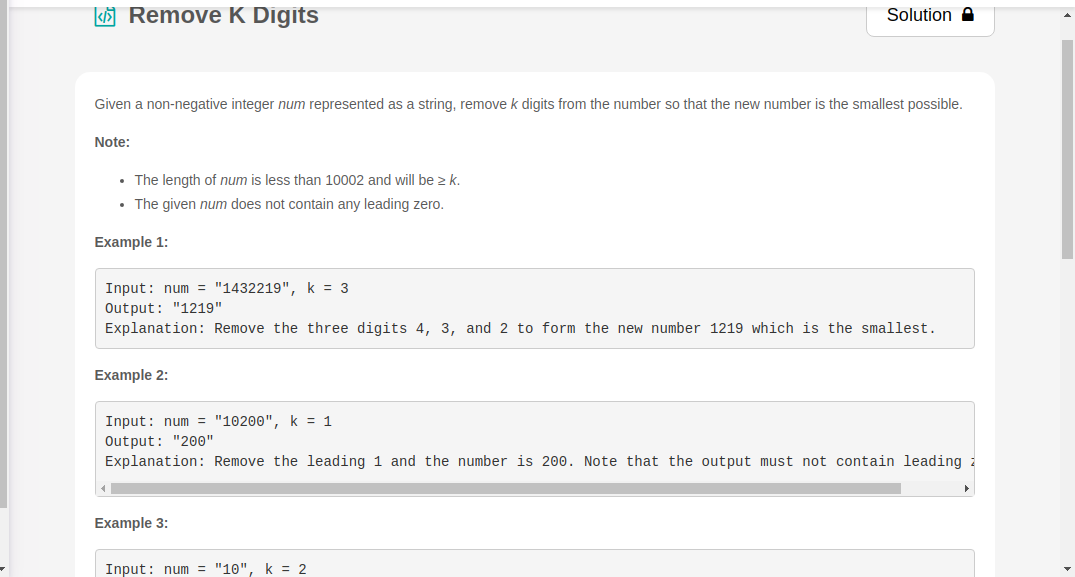 Remove K Digits
Solution
Given a non-negative integer num represented as a string, remove k digits from the number so that the new number is the smallest possible.
Note:
• The length of num is less than 10002 and will be ≥ k.
• The given num does not contain any leading zero.
Example 1:
Input: num = "1432219", k = 3
Output: "1219"
Explanation: Remove the three digits 4, 3, and 2 to form the new number 1219 which is the smallest.
Example 2:
Input: num = "10200", k = 1
Output: "200"
Explanation: Remove the leading 1 and the number is 200. Note that the output must not contain leading
Example 3:
Input: num = "10", k = 2